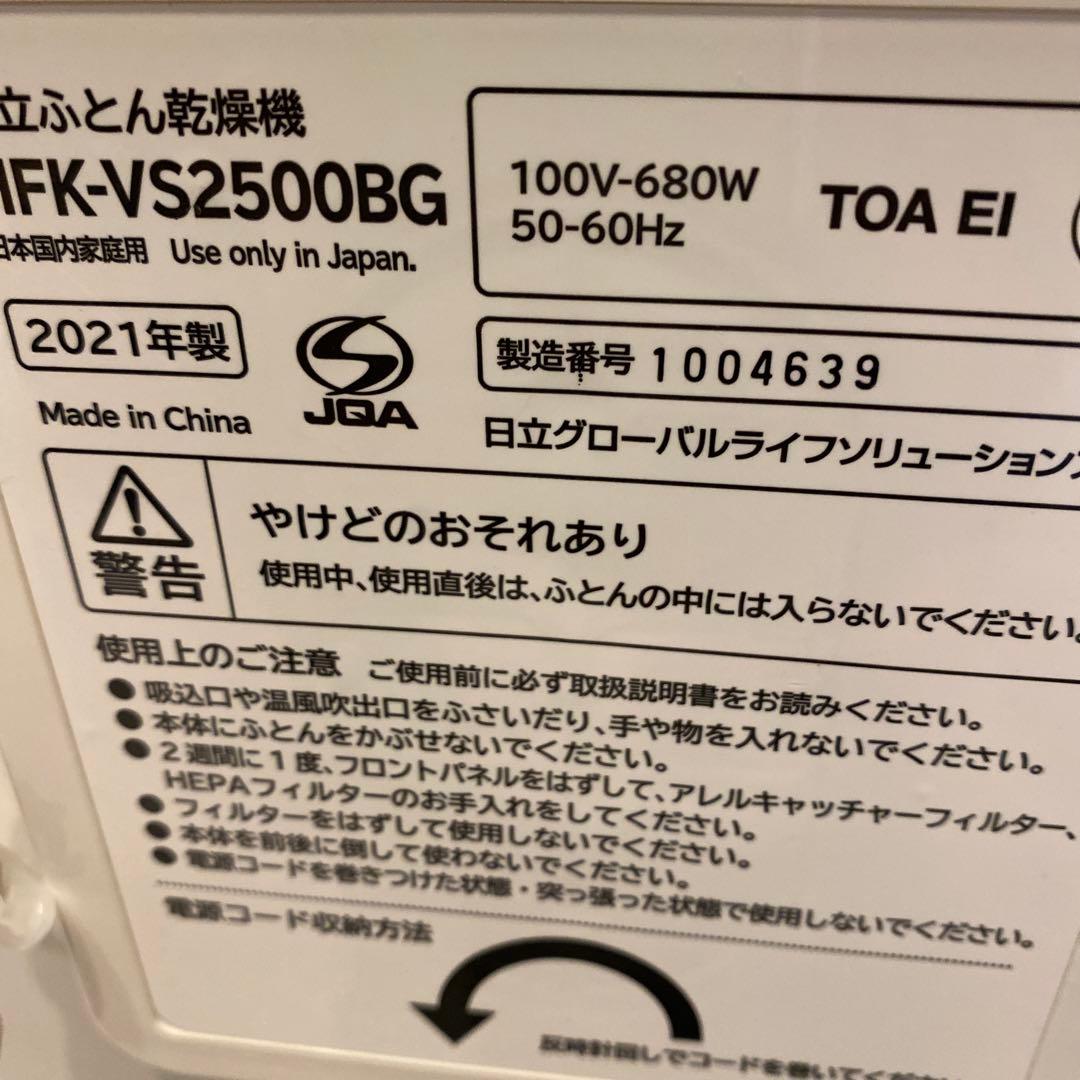 立ふとん乾燥機
HFK-VS2500BG
日本国内家庭用 Use only in Japan.
100V-680W
50-60Hz
TOA EI
2021年製
JQA
製造番号 1004639
Made in China
日立グローバルライフソリューションズ
警告
やけどのおそれあり
使用中、使用直後は、ふとんの中には入らないでください。
使用上のご注意 ご使用前に必ず取扱説明書をお読みください。
● 吸込口や温風吹出口をふさいだり、手や物を入れないでください。
● 本体にふとんをかぶせないでください。
● 2週間に1度、フロントパネルをはずして、アレルキャッチャーフィルター、
HEPAフィルターのお手入れをしてください。
● フィルターをはずして使用しないでください。
● 本体を前後に倒して使わないでください。
● 電源コードを巻きつけた状態・突っ張った状態で使用しないでください。
電源コード収納方法
反時計回しでコードを巻いてくださ